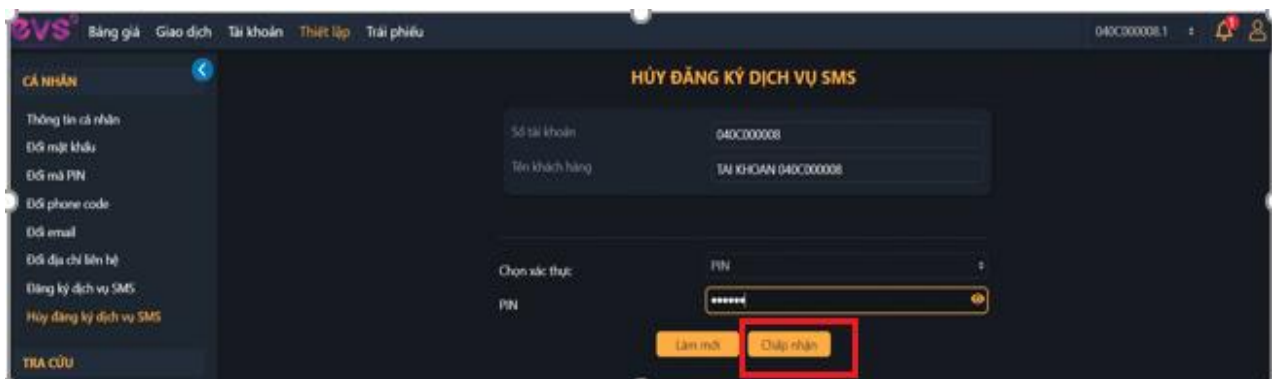 evs
Bảng giá Giao dịch Tài khoản Thiết lập Trái phiếu 040C000008.1
CÁ NHÂN
HỦY ĐĂNG KÝ DỊCH VỤ SMS
Thông tin cá nhân
Đổi mật khẩu
Đổi mã PIN
Đổi phone code
Đổi email
Đổi địa chỉ liên hệ
Đăng ký dịch vụ SMS
Hủy đăng ký dịch vụ SMS
TRA CỨU
Số tài khoản 040C000008
Tên khách hàng TAI KHOAN 040C000008
Chọn xác thực PIN
PIN ••••••
Làm mới Chấp nhận